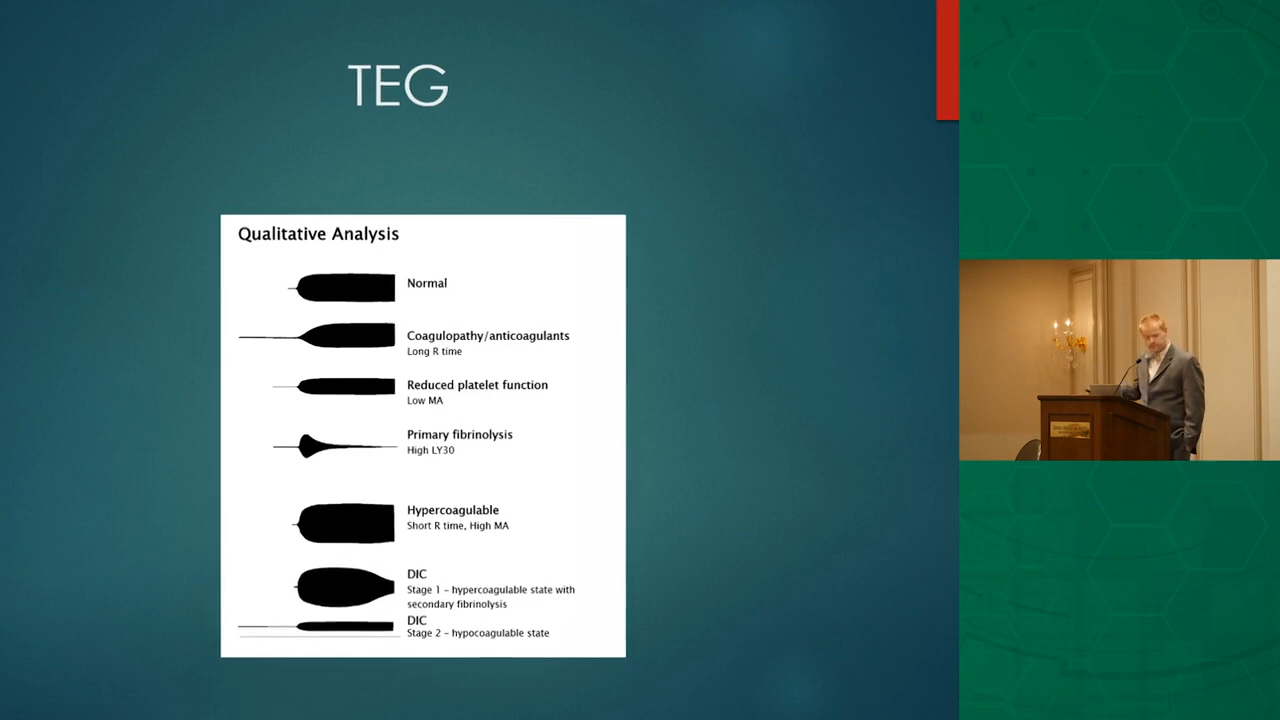 TEG
Qualitative Analysis
Normal
Coagulopathy/anticoagulants
Long R time
Reduced platelet function
Low MA
Primary fibrinolysis
High LY30
Hypercoagulable
Short R time, High MA
DIC
Stage 1 – hypercoagulable state with
secondary fibrinolysis
DIC
Stage 2 – hypocoagulable state